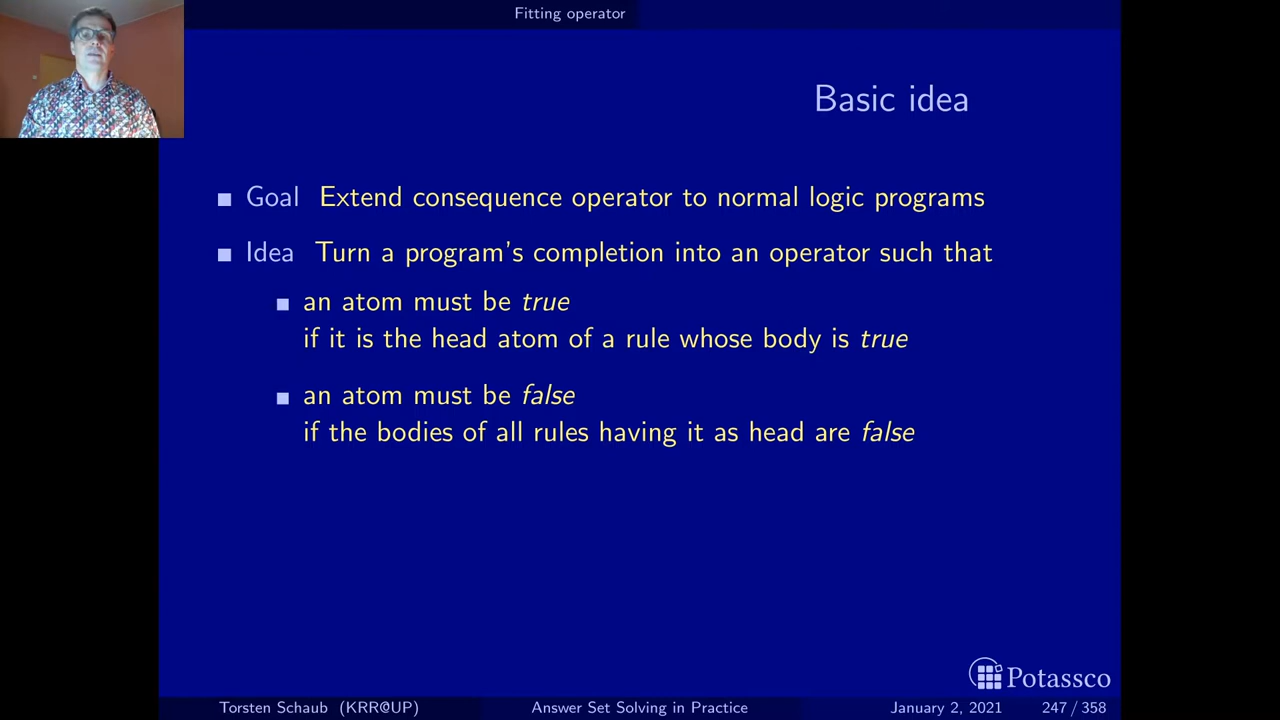 Fitting operator
Basic idea
Goal Extend consequence operator to normal logic programs
Idea Turn a program's completion into an operator such that
an atom must be true
if it is the head atom of a rule whose body is true
an atom must be false
if the bodies of all rules having it as head are false
Potassco
Torsten Schaub (KRR@UP) Answer Set Solving in Practice January 2, 2021 247 / 358